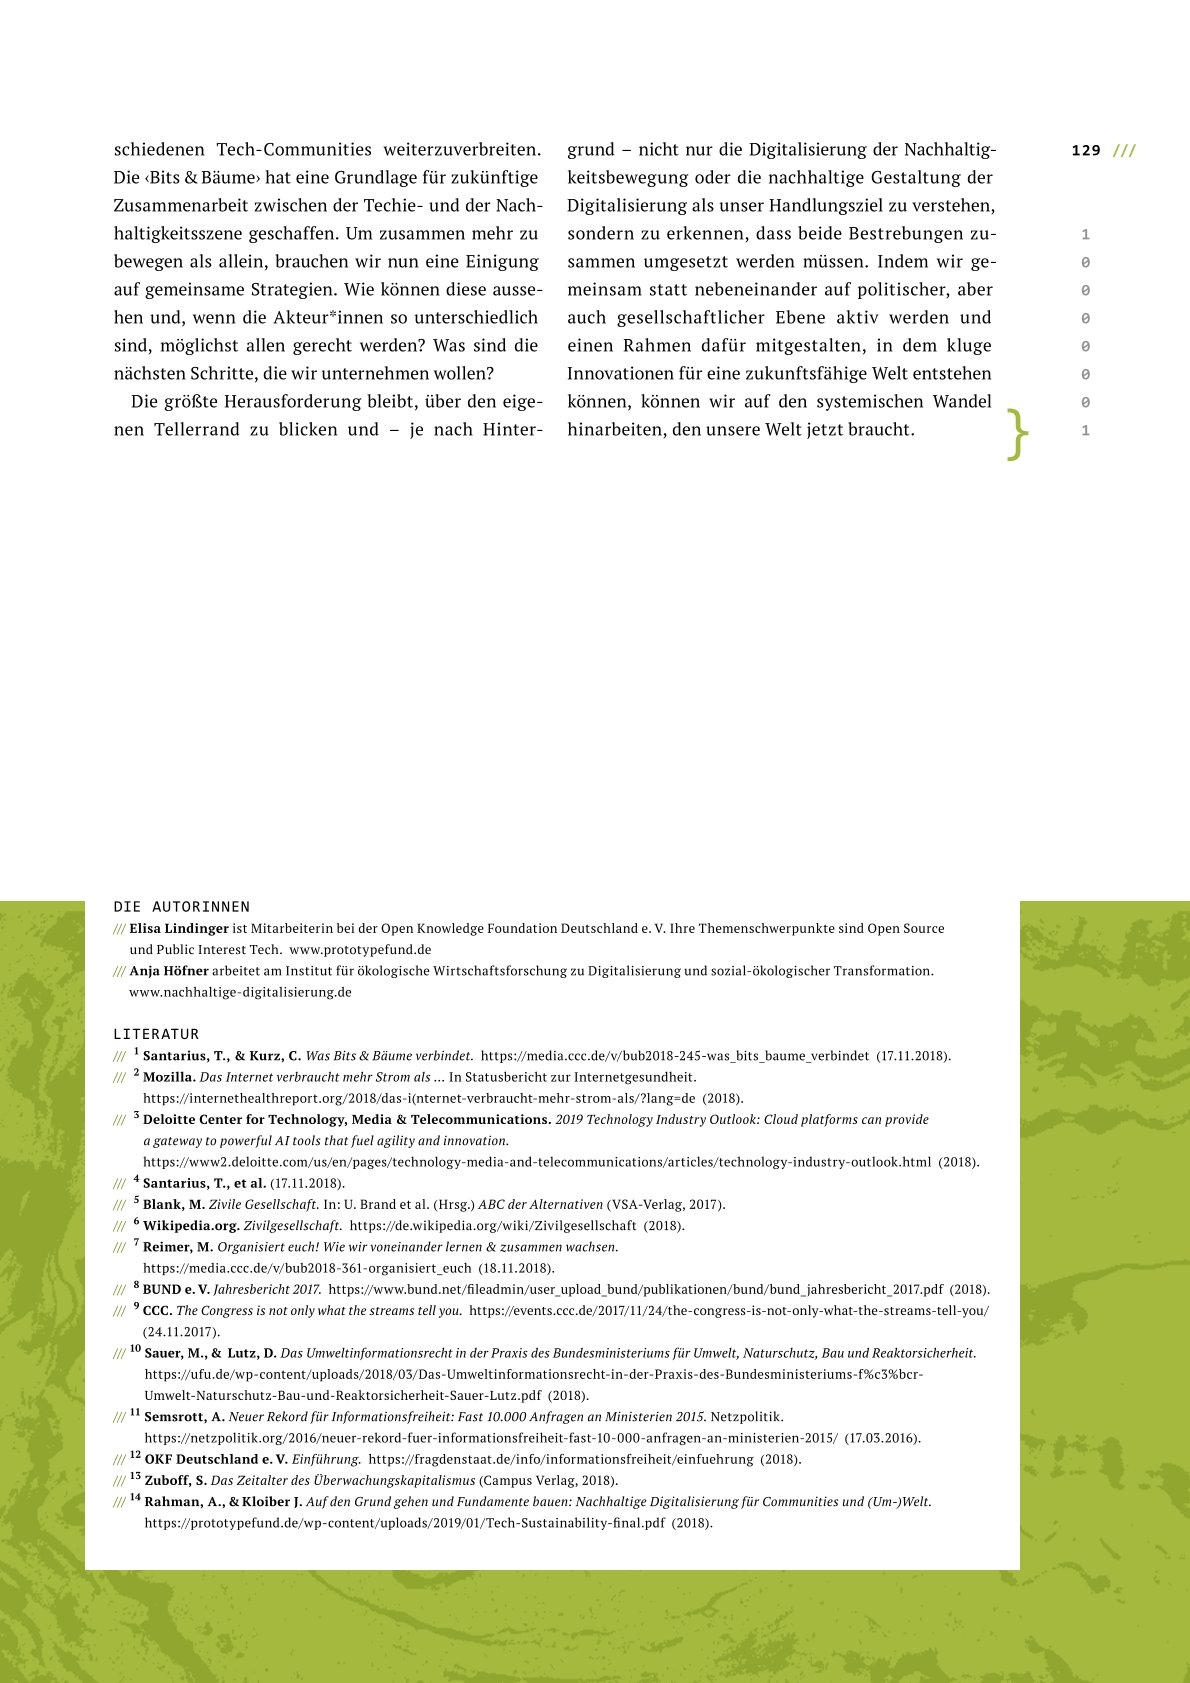 schiedenen Tech-Communities weiterzuverbreiten.
Die ‹Bits & Bäume› hat eine Grundlage für zukünftige
Zusammenarbeit zwischen der Techie- und der Nach-
haltigkeitsszene geschaffen. Um zusammen mehr zu
bewegen als allein, brauchen wir nun eine Einigung
auf gemeinsame Strategien. Wie können diese ausse-
hen und, wenn die Akteur*innen so unterschiedlich
sind, möglichst allen gerecht werden? Was sind die
nächsten Schritte, die wir unternehmen wollen?
Die größte Herausforderung bleibt, über den eige-
nen Tellerrand zu blicken und – je nach Hinter-
grund – nicht nur die Digitalisierung der Nachhaltig-
keitsbewegung oder die nachhaltige Gestaltung der
Digitalisierung als unser Handlungsziel zu verstehen,
sondern zu erkennen, dass beide Bestrebungen zu-
sammen umgesetzt werden müssen. Indem wir ge-
meinsam statt nebeneinander auf politischer, aber
auch gesellschaftlicher Ebene aktiv werden und
einen Rahmen dafür mitgestalten, in dem kluge
Innovationen für eine zukunftsfähige Welt entstehen
können, können wir auf den systemischen Wandel
hinarbeiten, den unsere Welt jetzt braucht.
}
129 ///
1
0
0
0
0
0
0
1
DIE AUTORINNEN
/// Elisa Lindinger ist Mitarbeiterin bei der Open Knowledge Foundation Deutschland e. V. Ihre Themenschwerpunkte sind Open Source
und Public Interest Tech. www.prototypefund.de
/// Anja Höfner arbeitet am Institut für ökologische Wirtschaftsforschung zu Digitalisierung und sozial-ökologischer Transformation.
www.nachhaltige-digitalisierung.de
LITERATUR
/// 1 Santarius, T., & Kurz, C. Was Bits & Bäume verbindet. https://media.ccc.de/v/bub2018-245-was_bits_baume_verbindet (17.11.2018).
/// 2 Mozilla. Das Internet verbraucht mehr Strom als ... In Statusbericht zur Internetgesundheit.
https://internethealthreport.org/2018/das-i(nternet-verbraucht-mehr-strom-als/?lang=de (2018).
/// 3 Deloitte Center for Technology, Media & Telecommunications. 2019 Technology Industry Outlook: Cloud platforms can provide
a gateway to powerful AI tools that fuel agility and innovation.
https://www2.deloitte.com/us/en/pages/technology-media-and-telecommunications/articles/technology-industry-outlook.html (2018).
/// 4 Santarius, T., et al. (17.11.2018).
/// 5 Blank, M. Zivile Gesellschaft. In: U. Brand et al. (Hrsg.) ABC der Alternativen (VSA-Verlag, 2017).
/// 6 Wikipedia.org. Zivilgesellschaft. https://de.wikipedia.org/wiki/Zivilgesellschaft (2018).
/// 7 Reimer, M. Organisiert euch! Wie wir voneinander lernen & zusammen wachsen.
https://media.ccc.de/v/bub2018-361-organisiert_euch (18.11.2018).
/// 8 BUND e. V. Jahresbericht 2017. https://www.bund.net/fileadmin/user_upload_bund/publikationen/bund/bund_jahresbericht_2017.pdf (2018).
/// 9 CCC. The Congress is not only what the streams tell you. https://events.ccc.de/2017/11/24/the-congress-is-not-only-what-the-streams-tell-you/
(24.11.2017).
/// 10 Sauer, M., & Lutz, D. Das Umweltinformationsrecht in der Praxis des Bundesministeriums für Umwelt, Naturschutz, Bau und Reaktorsicherheit.
https://ufu.de/wp-content/uploads/2018/03/Das-Umweltinformationsrecht-in-der-Praxis-des-Bundesministeriums-f%c3%bcr-
Umwelt-Naturschutz-Bau-und-Reaktorsicherheit-Sauer-Lutz.pdf (2018).
/// 11 Semsrott, A. Neuer Rekord für Informationsfreiheit: Fast 10.000 Anfragen an Ministerien 2015. Netzpolitik.
https://netzpolitik.org/2016/neuer-rekord-fuer-informationsfreiheit-fast-10-000-anfragen-an-ministerien-2015/ (17.03.2016).
/// 12 OKF Deutschland e. V. Einführung. https://fragdenstaat.de/info/informationsfreiheit/einfuehrung (2018).
/// 13 Zuboff, S. Das Zeitalter des Überwachungskapitalismus (Campus Verlag, 2018).
/// 14 Rahman, A., & Kloiber J. Auf den Grund gehen und Fundamente bauen: Nachhaltige Digitalisierung für Communities und (Um-)Welt.
https://prototypefund.de/wp-content/uploads/2019/01/Tech-Sustainability-final.pdf (2018).